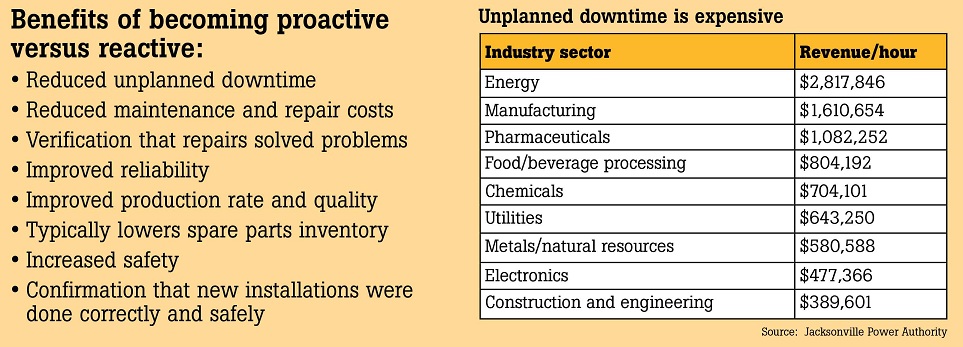 Benefits of becoming proactive
versus reactive:
• Reduced unplanned downtime
• Reduced maintenance and repair costs
• Verification that repairs solved problems
• Improved reliability
• Improved production rate and quality
• Typically lowers spare parts inventory
• Increased safety
• Confirmation that new installations were
done correctly and safely
Unplanned downtime is expensive
Industry sector Revenue/hour
Energy $2,817,846
Manufacturing $1,610,654
Pharmaceuticals $1,082,252
Food/beverage processing $804,192
Chemicals $704,101
Utilities $643,250
Metals/natural resources $580,588
Electronics $477,366
Construction and engineering $389,601
Source: Jacksonville Power Authority